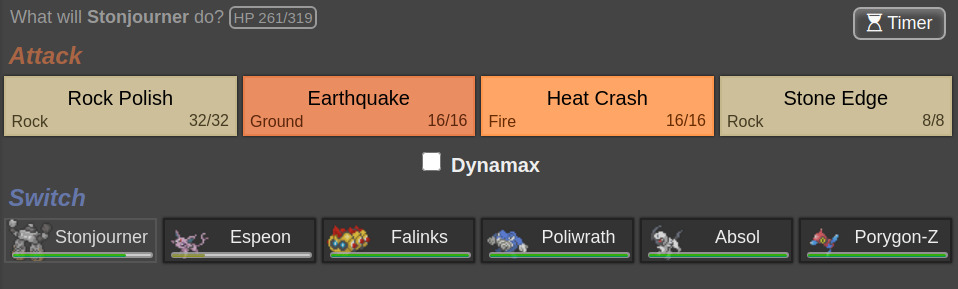 What will Stonjourner do? HP 261/319
Timer
Attack
Rock Polish Earthquake Heat Crash Stone Edge
Rock 32/32 Ground 16/16 Fire 16/16 Rock 8/8
Dynamax
Switch
Stonjourner Espeon Falinks Poliwrath Absol Porygon-Z